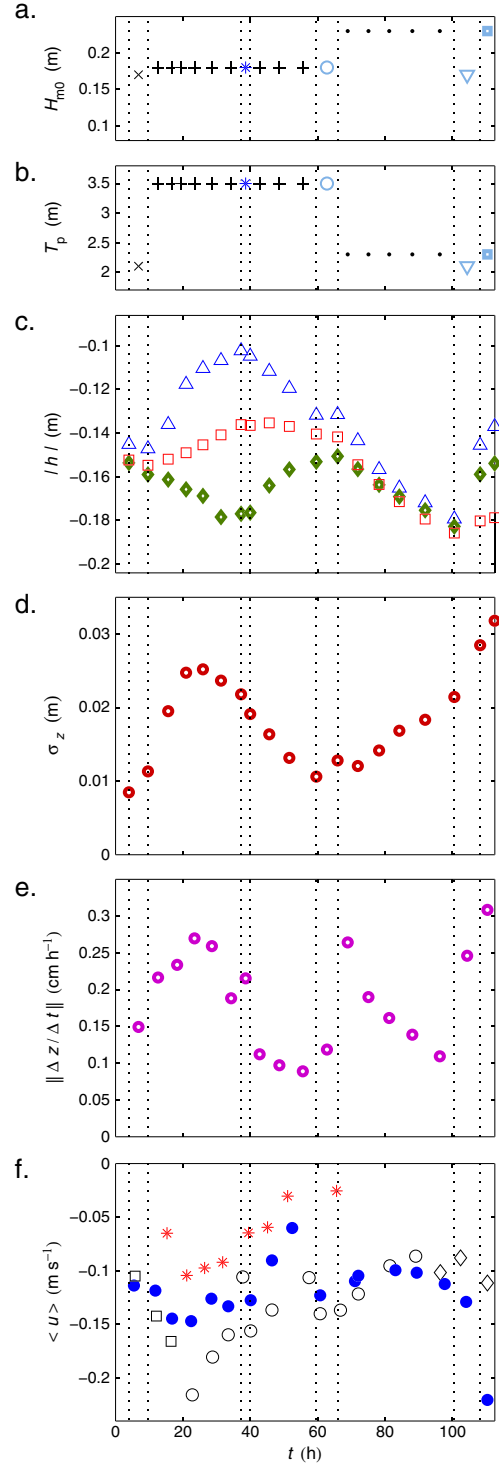 a.
0.23
0.15
0.1
H_m0 (m)
b.
3.5
3
2.5
2
T_p (m)
c.
−0.1
−0.12
−0.14
−0.16
−0.18
−0.2
|h| (m)
d.
0.03
0.02
0.01
0
σ_z (m)
e.
0.3
0.25
0.2
0.15
0.1
0.05
0
‖Δz/Δt‖ (cm h⁻¹)
f.
0
−0.05
−0.1
−0.15
−0.2
<u> (m s⁻¹)
0 20 40 60 80 100
t (h)